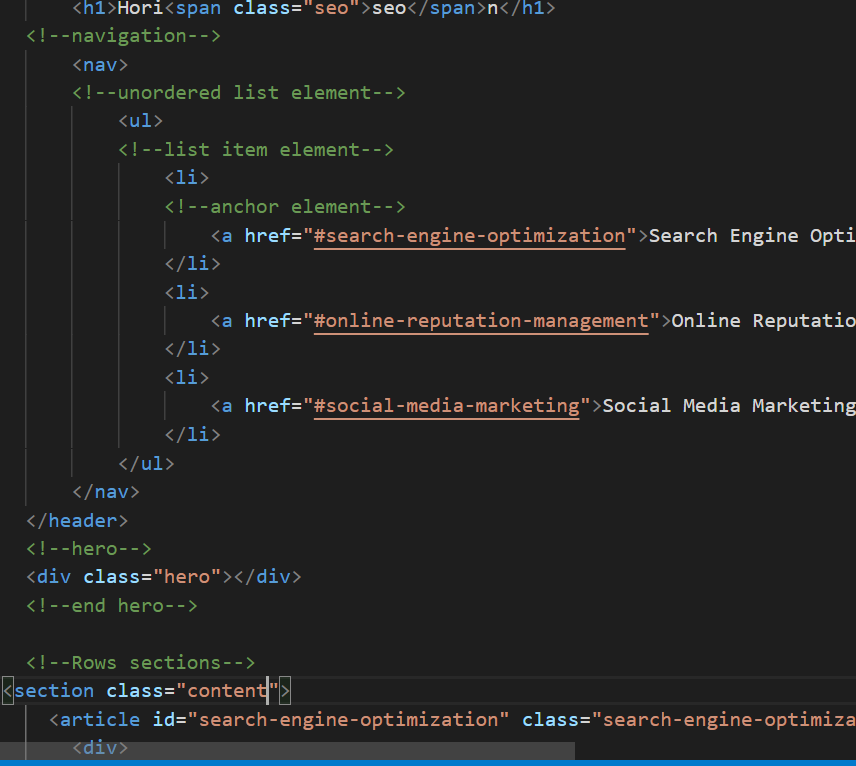 <h1>Hori<span class="seo">seo</span>n</h1>
<!--navigation-->
<nav>
<!--unordered list element-->
<ul>
<!--list item element-->
<li>
<!--anchor element-->
<a href="#search-engine-optimization">Search Engine Opti
</li>
<li>
<a href="#online-reputation-management">Online Reputatio
</li>
<li>
<a href="#social-media-marketing">Social Media Marketing
</li>
</ul>
</nav>
</header>
<!--hero-->
<div class="hero"></div>
<!--end hero-->
<!--Rows sections-->
<section class="content">
<article id="search-engine-optimization" class="search-engine-optimiza
<div>